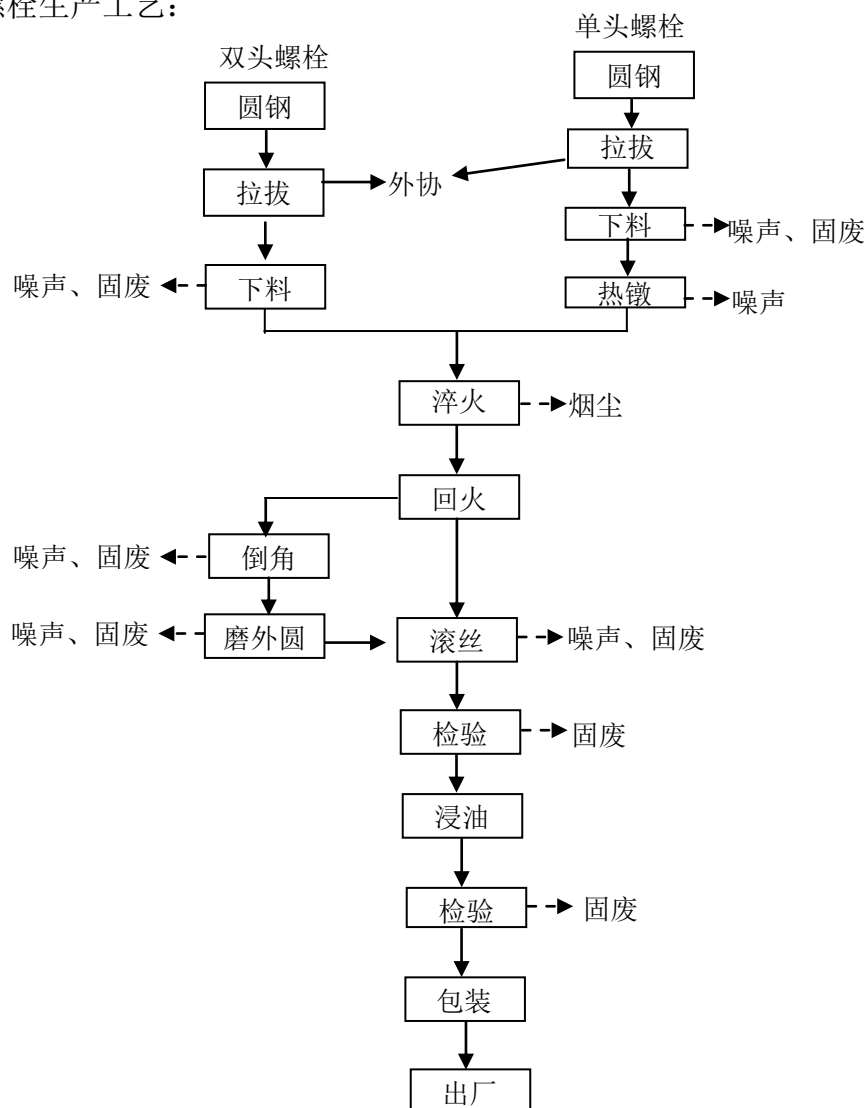 螺栓生产工艺：
单头螺栓
双头螺栓
圆钢
圆钢
拉拔
外协
拉拔
下料
噪声、固废
噪声、固废
下料
热镦
噪声
淬火
烟尘
回火
噪声、固废
倒角
噪声、固废
磨外圆
滚丝
噪声、固废
检验
固废
浸油
检验
固废
包装
出厂